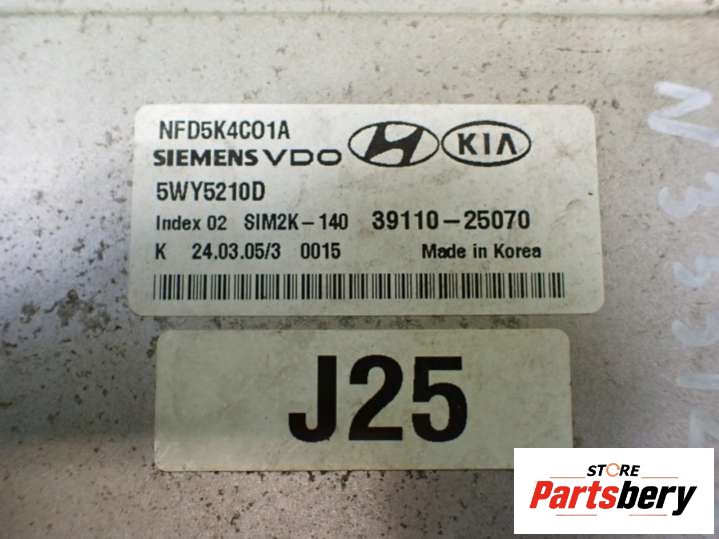 NFD5K4C01A
SIEMENS VDO KIA
5WY5210D
Index 02 SIM2K-140 39110-25070
K 24.03.05/3 0015 Made in Korea
J25
STORE
Partsbery